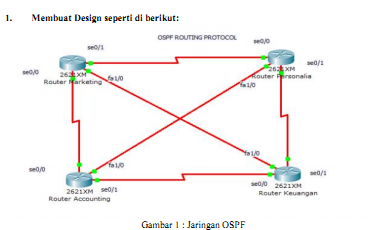 1. Membuat Design seperti di berikut:
OSPF ROUTING PROTOCOL
se0/0
se0/1
se0/0
2621XM
Router Marketing
fa1/0
2621XM
Router Personalia
se0/1
fa1/0
fa1/0
fa1/0
se0/0
2621XM
Router Accounting
se0/1
se0/0
2621XM
Router Keuangan
se0/1
Gambar 1 : Jaringan OSPF